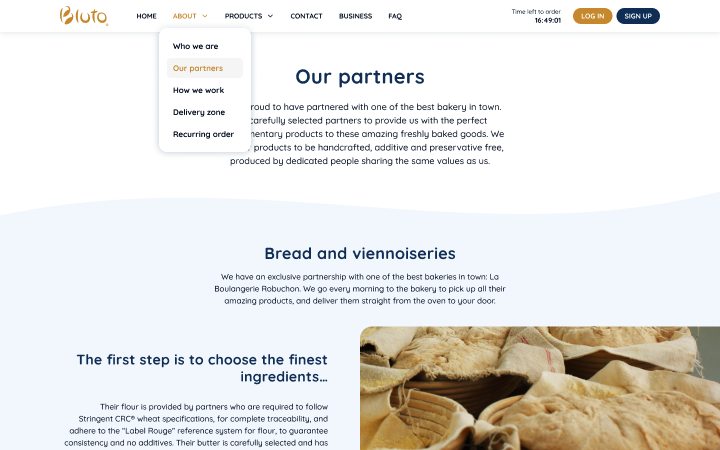 Bluto
HOME ABOUT PRODUCTS CONTACT BUSINESS FAQ
Time left to order
16:49:01
LOG IN SIGN UP
Who we are
Our partners
How we work
Delivery zone
Recurring order
Our partners
roud to have partnered with one of the best bakery in town.
carefully selected partners to provide us with the perfect
mentary products to these amazing freshly baked goods. We
products to be handcrafted, additive and preservative free,
produced by dedicated people sharing the same values as us.
Bread and viennoiseries
We have an exclusive partnership with one of the best bakeries in town: La
Boulangerie Robuchon. We go every morning to the bakery to pick up all their
amazing products, and deliver them straight from the oven to your door.
The first step is to choose the finest
ingredients…
Their flour is provided by partners who are required to follow
Stringent CRC® wheat specifications, for complete traceability, and
adhere to the "Label Rouge" reference system for flour, to guarantee
consistency and no additives. Their butter is carefully selected and has